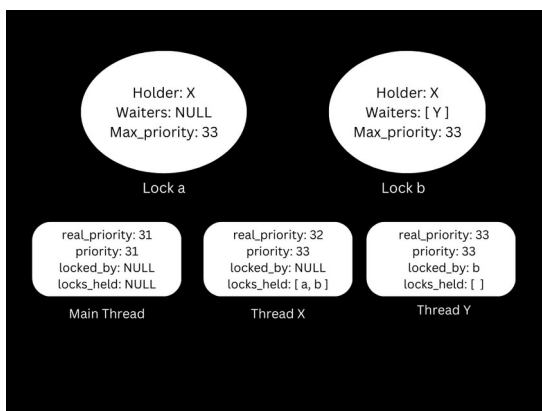 Holder: X
Waiters: NULL
Max_priority: 33
Lock a
Holder: X
Waiters: [ Y ]
Max_priority: 33
Lock b
real_priority: 31
priority: 31
locked_by: NULL
locks_held: NULL
Main Thread
real_priority: 32
priority: 33
locked_by: NULL
locks_held: [ a, b ]
Thread X
real_priority: 33
priority: 33
locked_by: b
locks_held: [ ]
Thread Y